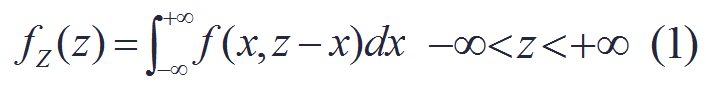 f_Z(z)=∫_{-∞}^{+∞} f(x,z−x)dx −∞<z<+∞ (1)